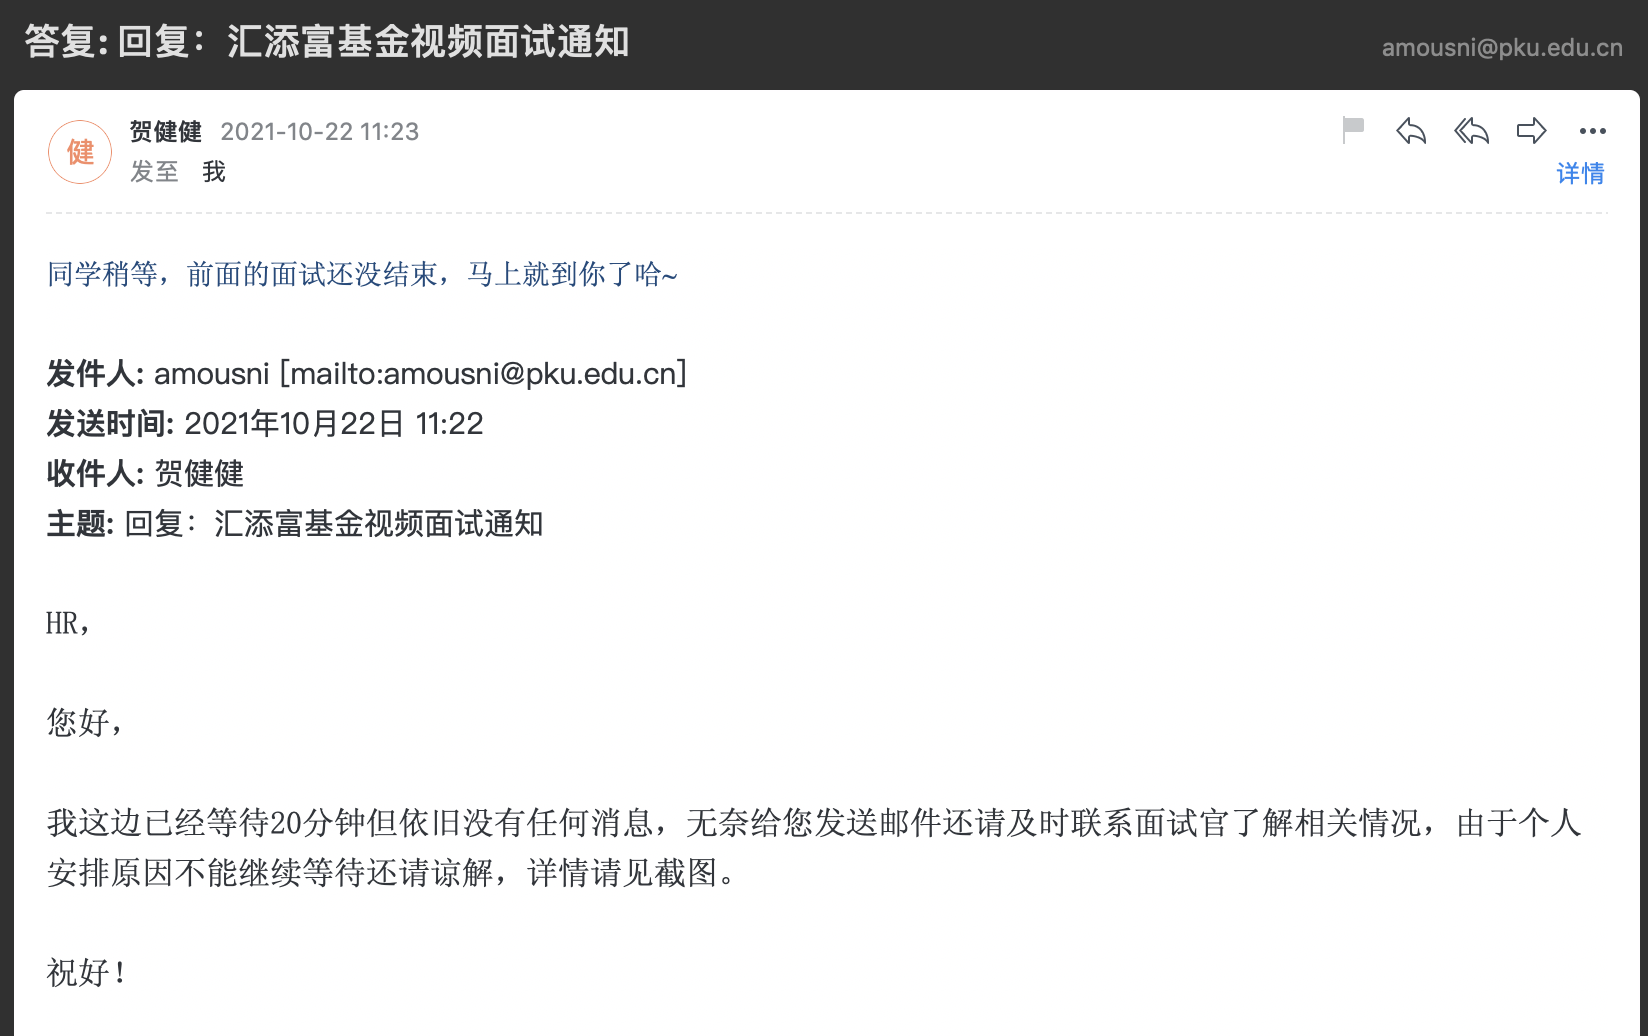 答复: 回复：汇添富基金视频面试通知
amousni@pku.edu.cn
健
贺健健 2021-10-22 11:23
发至 我
详情
同学稍等，前面的面试还没结束，马上就到你了哈~
发件人: amousni [mailto:amousni@pku.edu.cn]
发送时间: 2021年10月22日 11:22
收件人: 贺健健
主题: 回复：汇添富基金视频面试通知
HR，
您好，
我这边已经等待20分钟但依旧没有任何消息，无奈给您发送邮件还请及时联系面试官了解相关情况，由于个人
安排原因不能继续等待还请谅解，详情请见截图。
祝好！